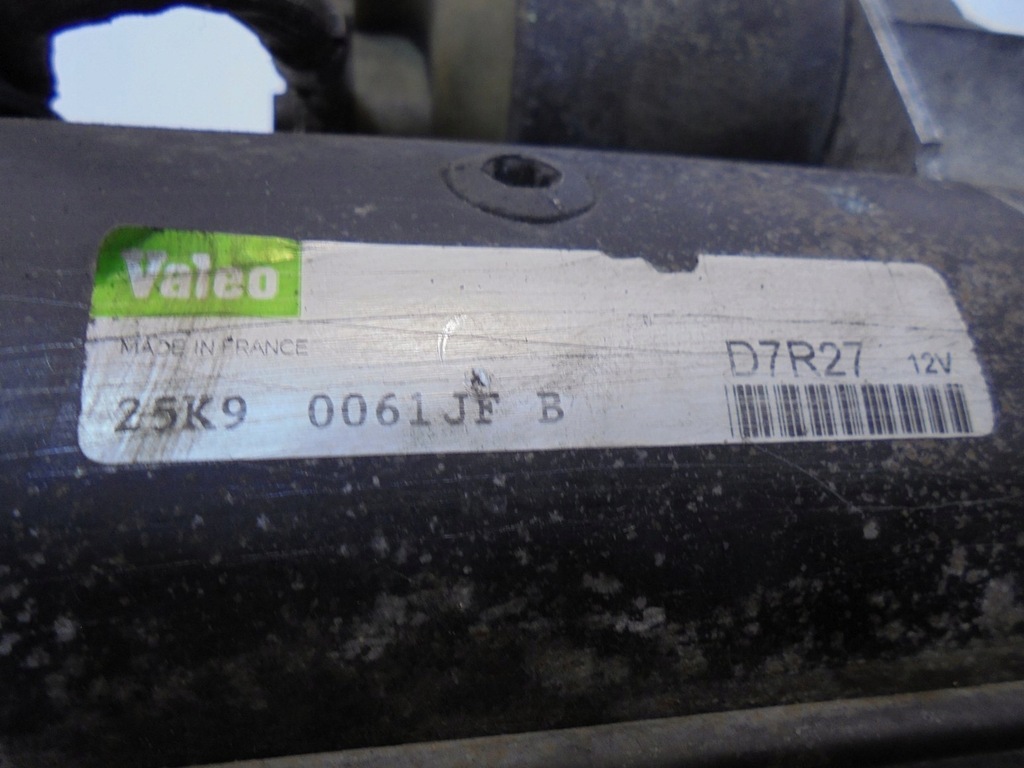 Valeo
MADE IN FRANCE
D7R27 12V
25K9 0061JF B